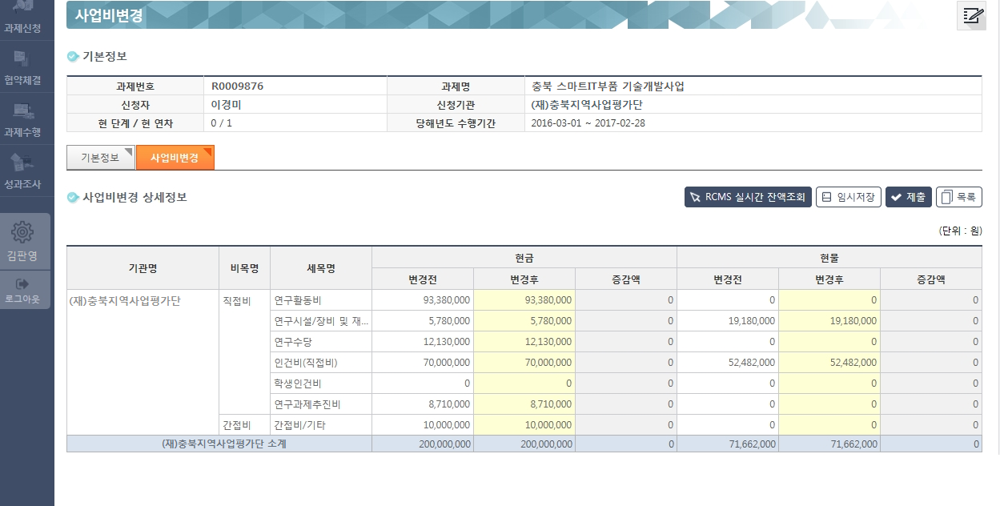 사업비변경
과제신청
협약체결
과제수행
성과조사
김판영
로그아웃
기본정보
과제번호 R0009876 과제명 충북 스마트IT부품 기술개발사업
신청자 이경미 신청기관 (재)충북지역사업평가단
현 단계 / 현 연차 0 / 1 당해년도 수행기간 2016-03-01 ~ 2017-02-28
기본정보 사업비변경
사업비변경 상세정보 RCMS 실시간 잔액조회 임시저장 제출 목록
(단위 : 원)
기관명 비목명 세목명 현금 현물
변경전 변경후 증감액 변경전 변경후 증감액
(재)충북지역사업평가단 직접비 연구활동비 93,380,000 93,380,000 0 0 0 0
연구시설/장비 및 재... 5,780,000 5,780,000 0 19,180,000 19,180,000 0
연구수당 12,130,000 12,130,000 0 0 0 0
인건비(직접비) 70,000,000 70,000,000 0 52,482,000 52,482,000 0
학생인건비 0 0 0 0 0 0
연구과제추진비 8,710,000 8,710,000 0 0 0 0
간접비 간접비/기타 10,000,000 10,000,000 0 0 0 0
(재)충북지역사업평가단 소계 200,000,000 200,000,000 0 71,662,000 71,662,000 0